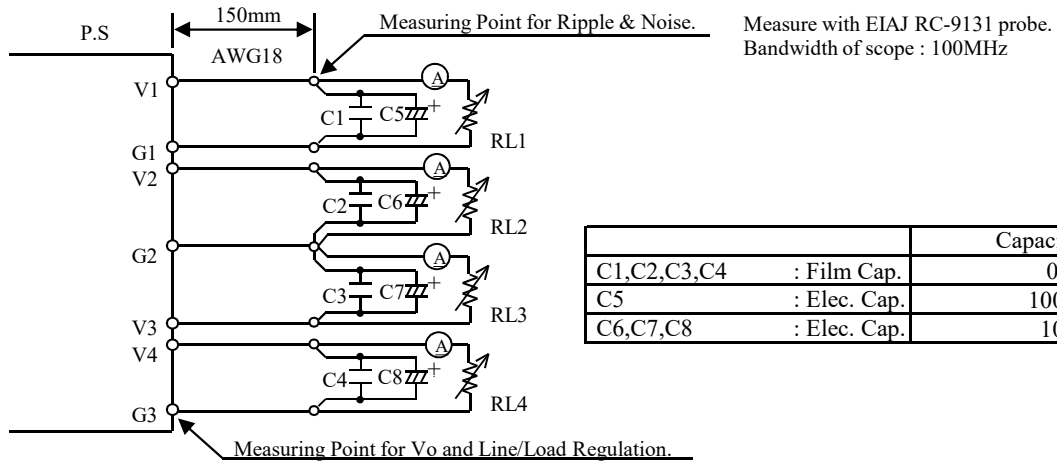 150mm
Measuring Point for Ripple & Noise.
Measure with EIAJ RC-9131 probe.
P.S
AWG18
Bandwidth of scope : 100MHz
V1
A
C1
C5
+
RL1
G1
V2
A
C2
C6
+
RL2
G2
A
C3
C7
+
RL3
V3
V4
A
C4
C8
+
RL4
G3
C1,C2,C3,C4 : Film Cap.
C5 : Elec. Cap.
C6,C7,C8 : Elec. Cap.
Measuring Point for Vo and Line/Load Regulation.